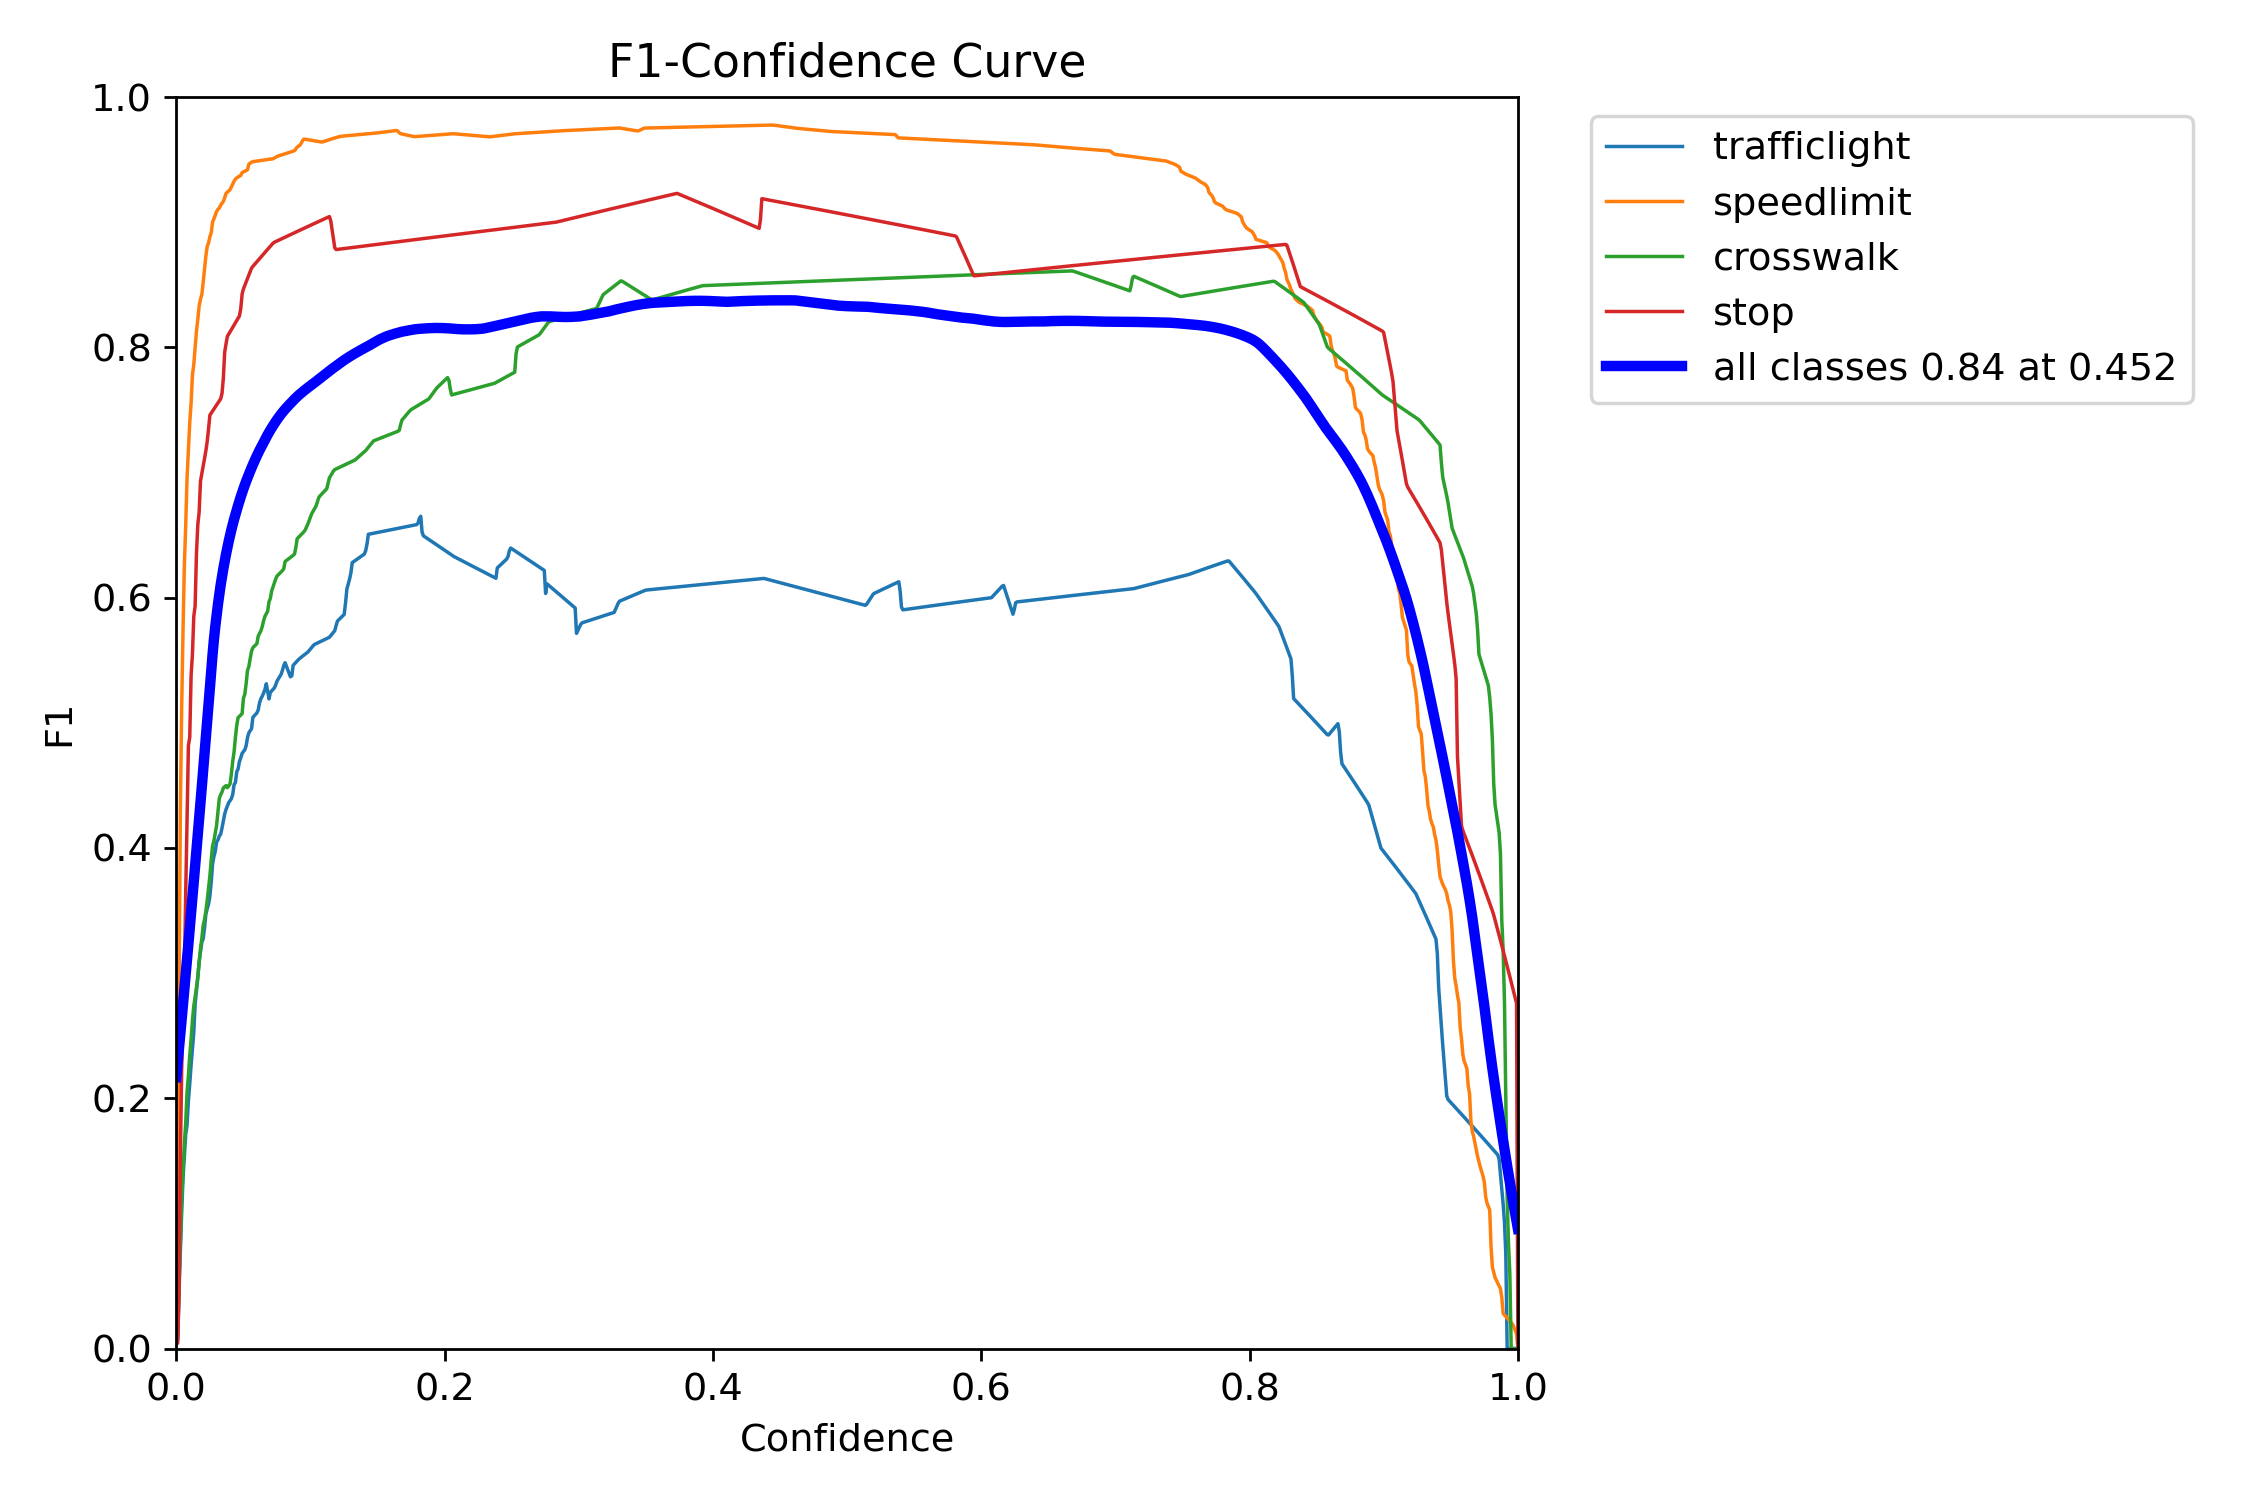 F1-Confidence Curve
1.0
0.8
0.6
0.4
0.2
0.0
F1
0.0 0.2 0.4 0.6 0.8 1.0
Confidence
trafficlight
speedlimit
crosswalk
stop
all classes 0.84 at 0.452